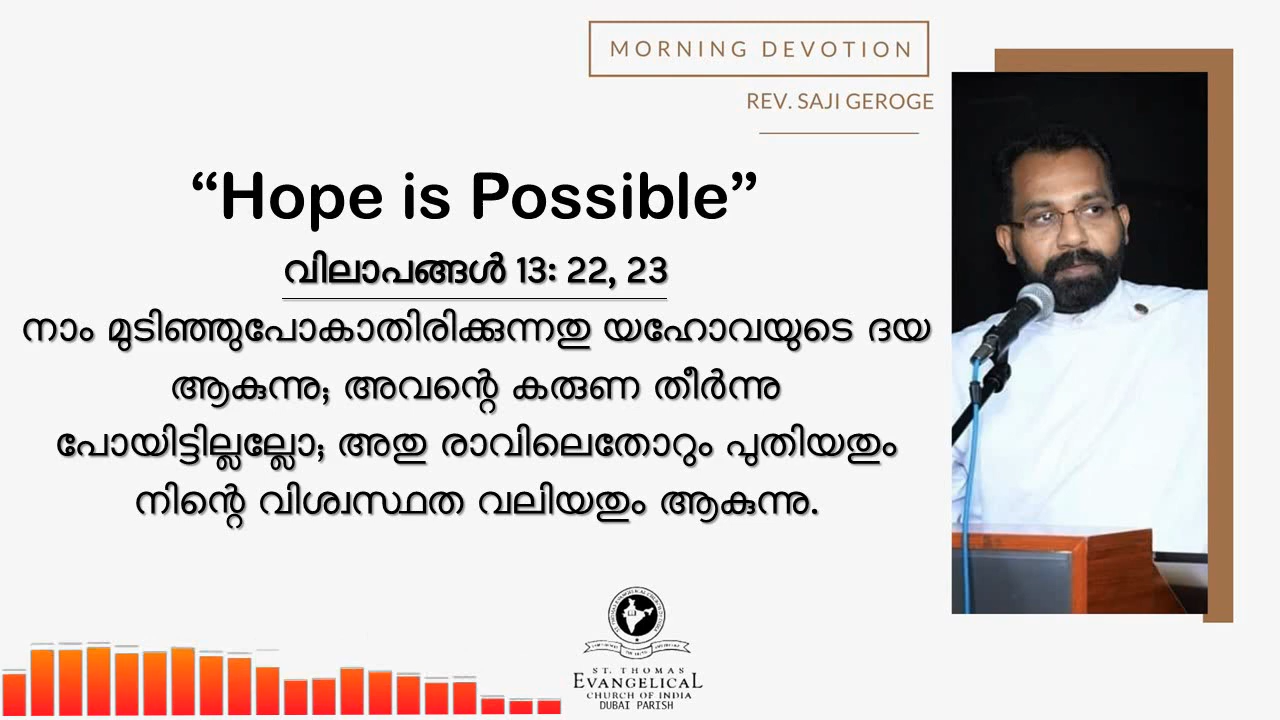 MORNING DEVOTION
REV. SAJI GEROGE
“Hope is Possible”
വിലാപങ്ങൾ 13: 22, 23
നാം മുടിഞ്ഞുപോകാതിരിക്കുന്നതു യഹോവയുടെ ദയ
ആകുന്നു; അവന്റെ കരുണ തീർന്നു
പോയിട്ടില്ലല്ലോ; അതു രാവിലെതോറും പുതിയതും
നിന്റെ വിശ്വസ്ഥത വലിയതും ആകുന്നു.
ST. THOMAS
EVANGELICAL
CHURCH OF INDIA
DUBAI PARISH